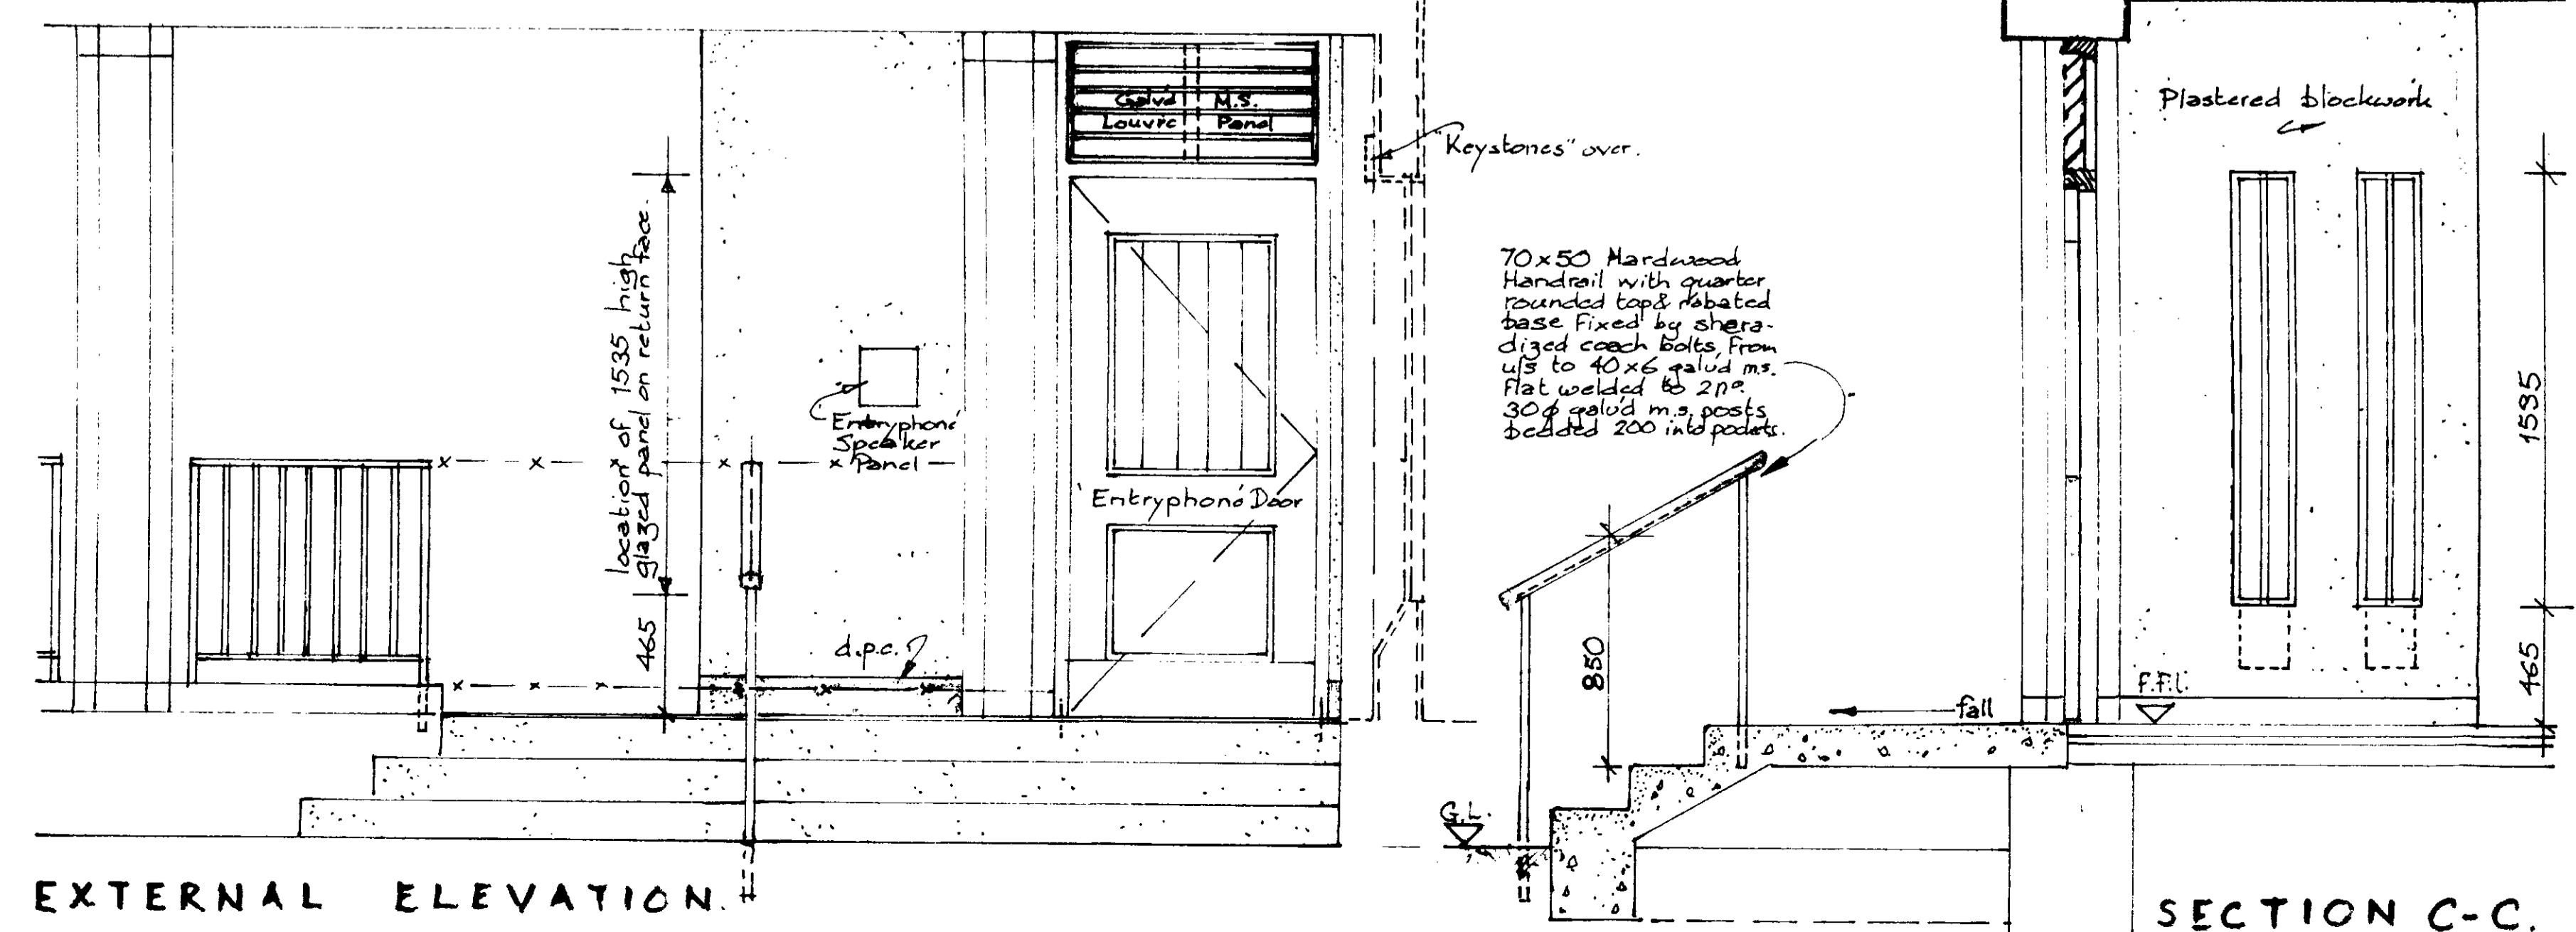 Galvd M.S.
Louvre Panel
"Keystones" over.
location of 1535 high
glazed panel on return face.
465
Entryphone
Speaker
Panel
'Entryphone' Door
d.p.c.
EXTERNAL ELEVATION.
70x50 Hardwood
Handrail with quarter
rounded top & rebated
base fixed by shera-
dized coach bolts, from
u/s to 40x6 galvd m.s.
flat welded to 2nº.
30ϕ galv'd m.s. posts
bedded 200 into pockets.
850
G.L.
fall
Plastered blockwork
1535
465
F.F.L.
SECTION C-C.